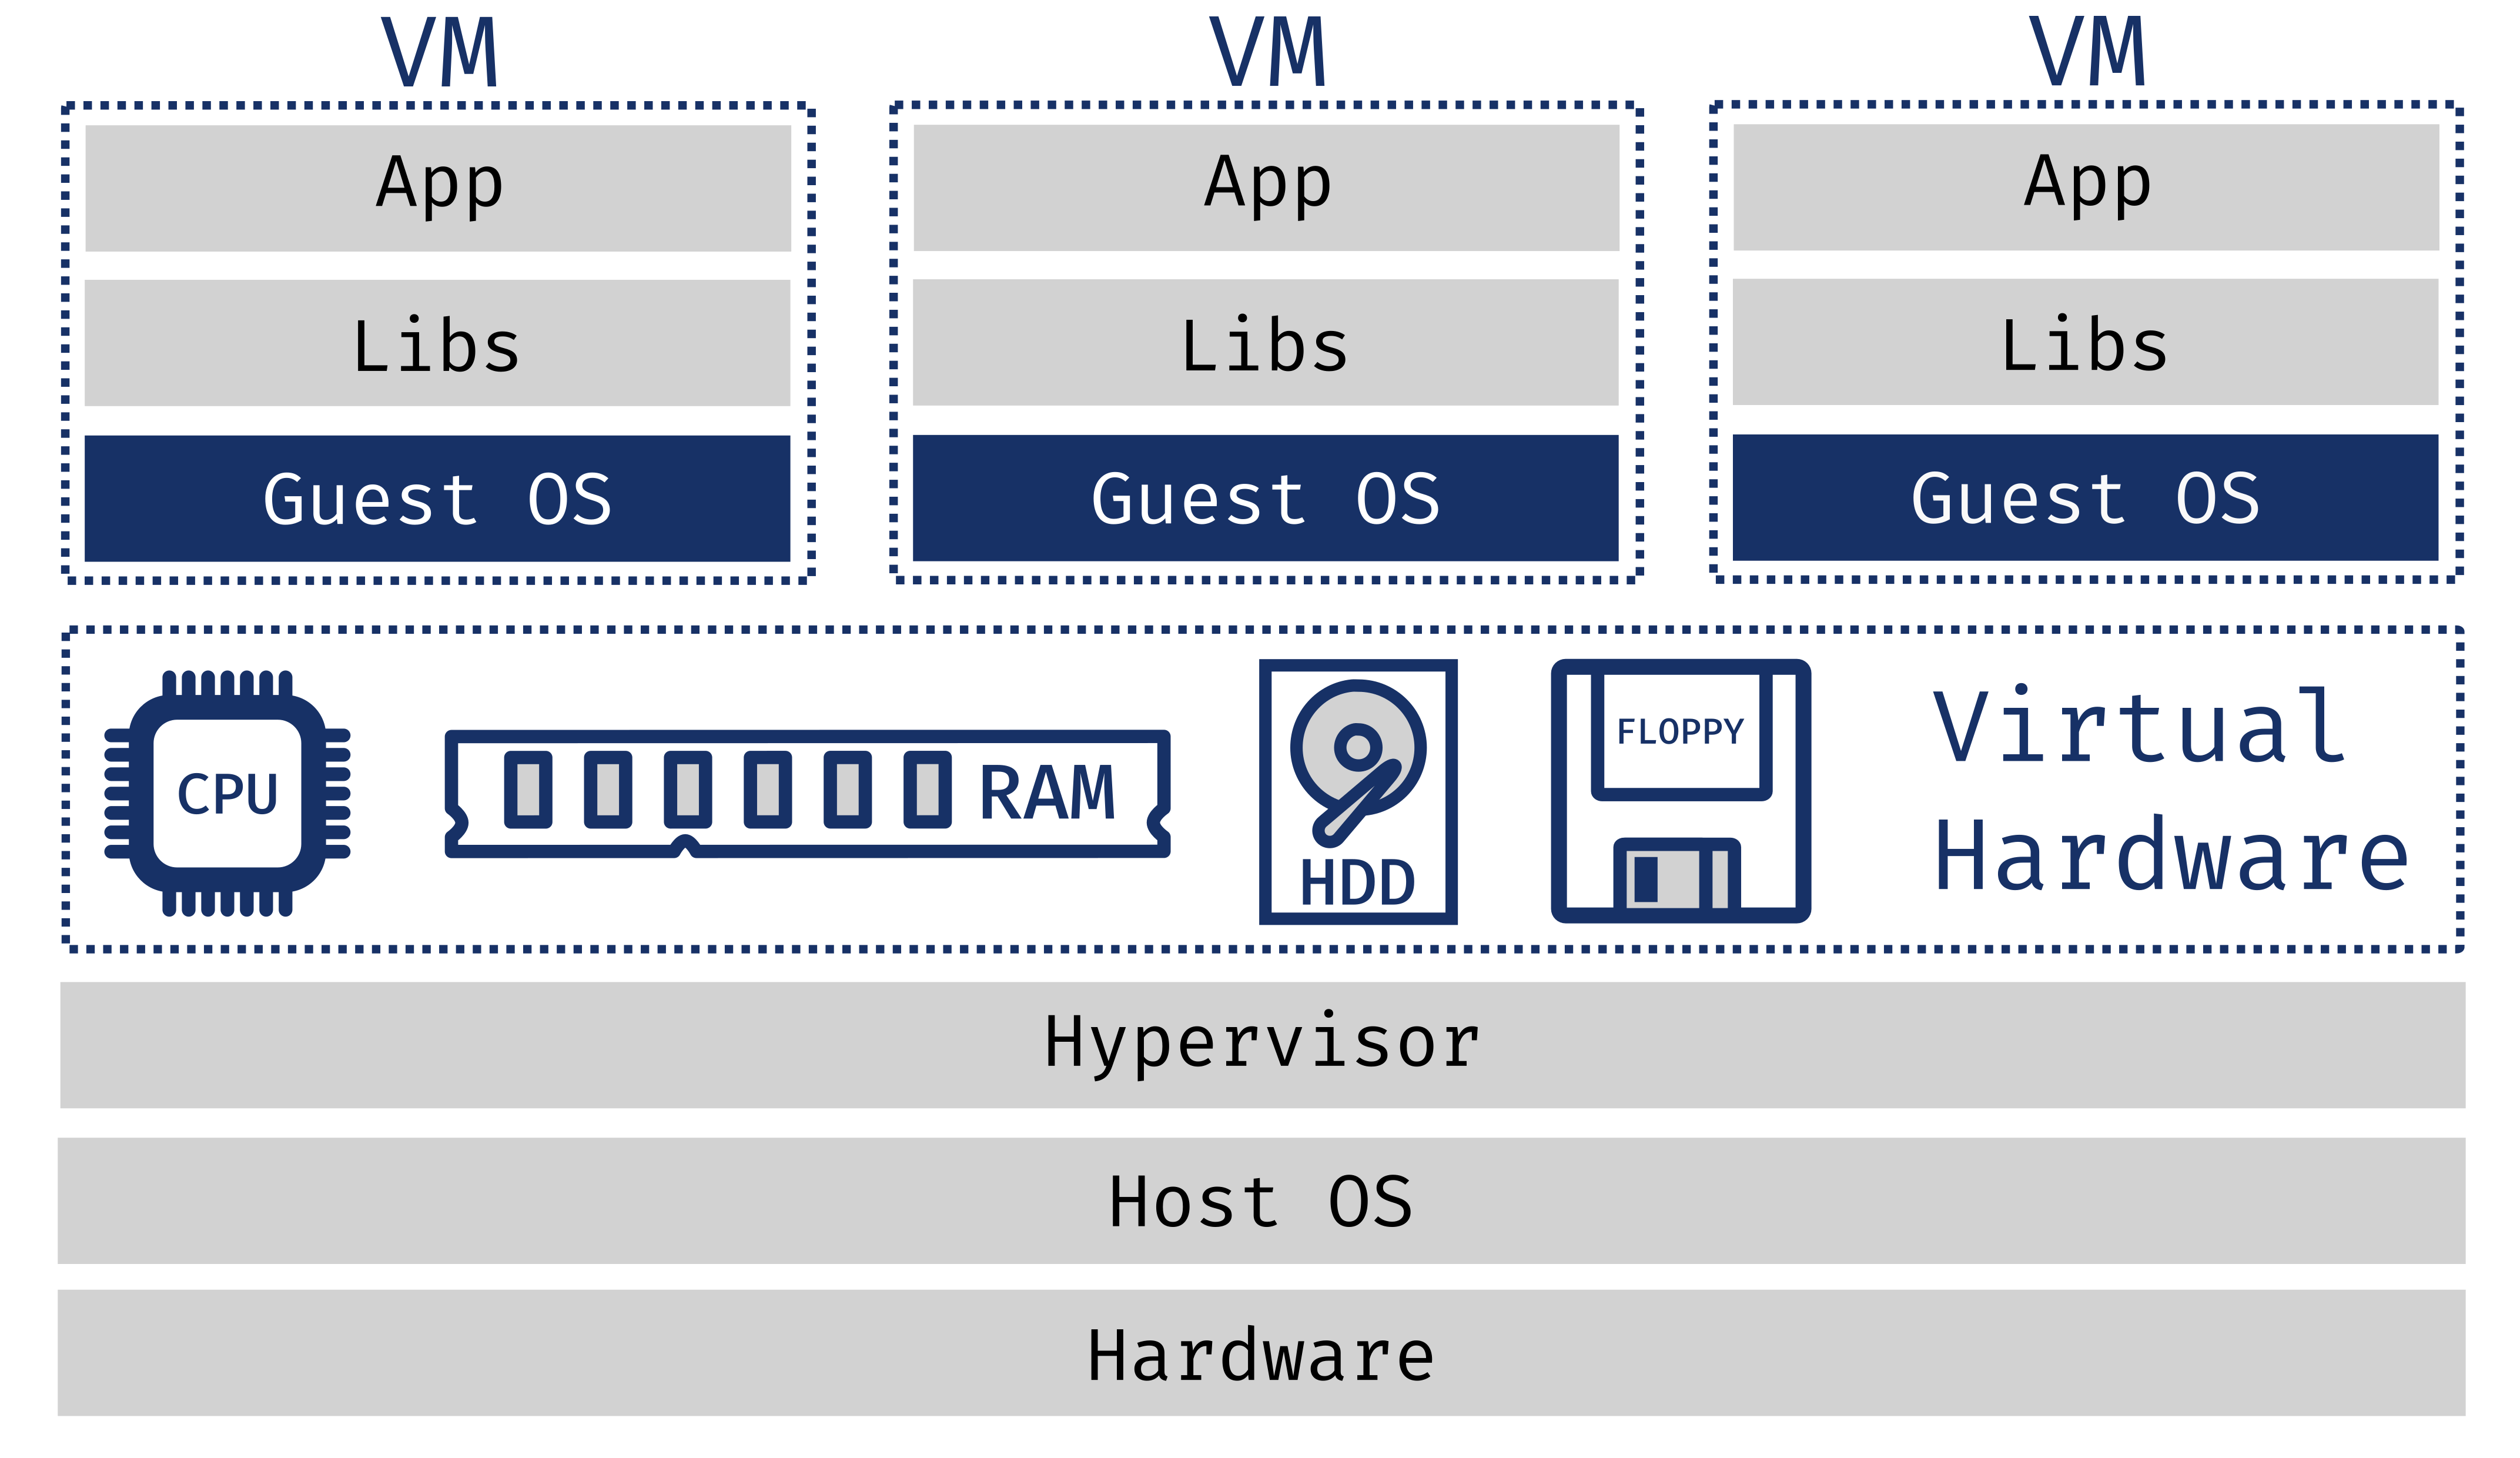 VM
VM
VM
App
App
App
Libs
Libs
Libs
Guest OS
Guest OS
Guest OS
CPU
RAM
HDD
FLOPPY
Virtual
Hardware
Hypervisor
Host OS
Hardware